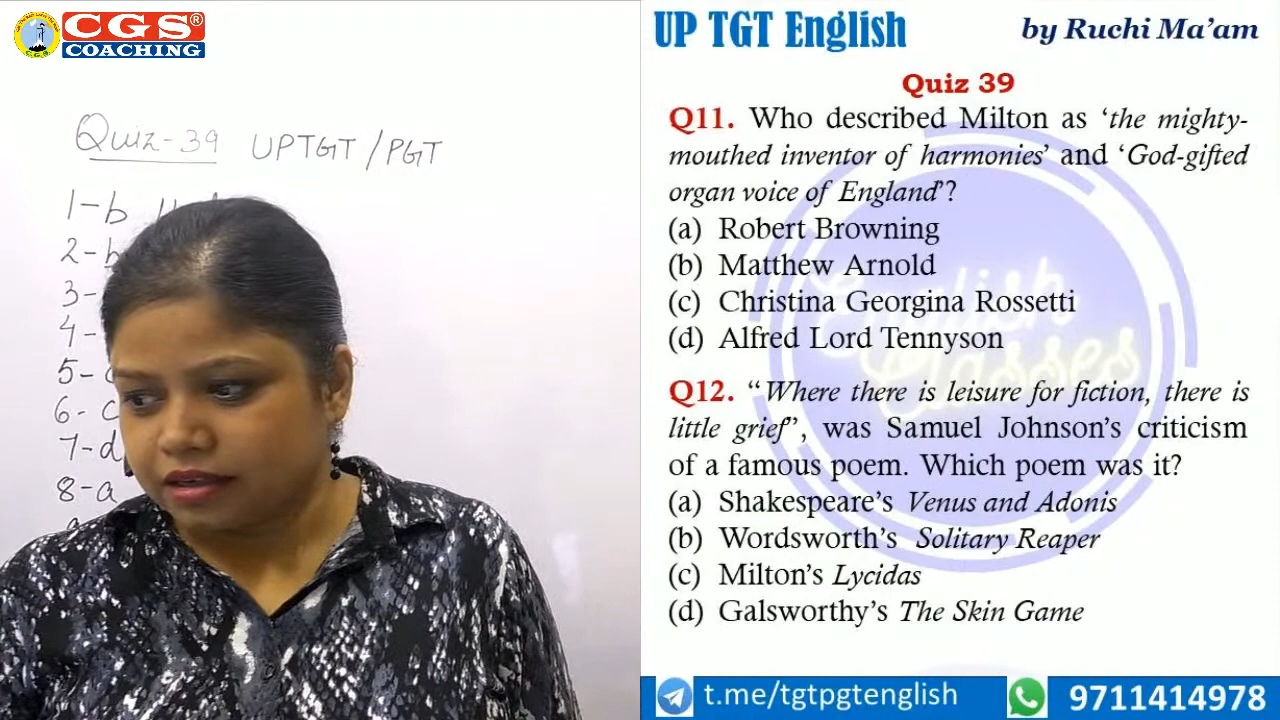 CGS®
COACHING
Quiz-39 UPTGT / PGT
1-b
2-b
3-
4-
5-
6-c
7-d
8-a
UP TGT English by Ruchi Ma'am
Quiz 39
Q11. Who described Milton as ‘the mighty-
mouthed inventor of harmonies’ and ‘God-gifted
organ voice of England’?
(a) Robert Browning
(b) Matthew Arnold
(c) Christina Georgina Rossetti
(d) Alfred Lord Tennyson
Q12. “Where there is leisure for fiction, there is
little grief”, was Samuel Johnson’s criticism
of a famous poem. Which poem was it?
(a) Shakespeare’s Venus and Adonis
(b) Wordsworth’s Solitary Reaper
(c) Milton’s Lycidas
(d) Galsworthy’s The Skin Game
English
Classes
t.me/tgtpgtenglish 9711414978